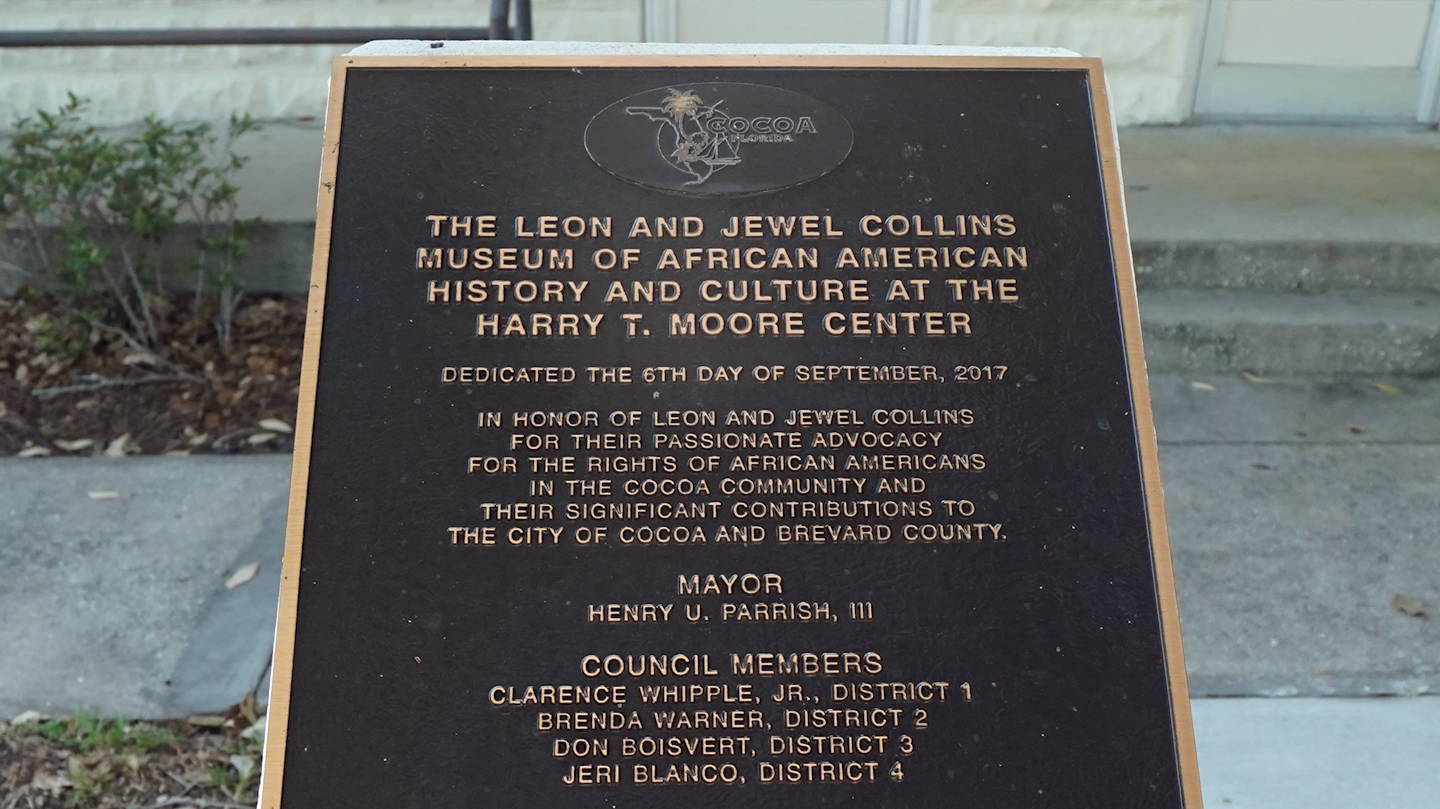 COCOA
FLORIDA
THE LEON AND JEWEL COLLINS
MUSEUM OF AFRICAN AMERICAN
HISTORY AND CULTURE AT THE
HARRY T. MOORE CENTER
DEDICATED THE 6TH DAY OF SEPTEMBER, 2017
IN HONOR OF LEON AND JEWEL COLLINS
FOR THEIR PASSIONATE ADVOCACY
FOR THE RIGHTS OF AFRICAN AMERICANS
IN THE COCOA COMMUNITY AND
THEIR SIGNIFICANT CONTRIBUTIONS TO
THE CITY OF COCOA AND BREVARD COUNTY.
MAYOR
HENRY U. PARRISH, III
COUNCIL MEMBERS
CLARENCE WHIPPLE, JR., DISTRICT 1
BRENDA WARNER, DISTRICT 2
DON BOISVERT, DISTRICT 3
JERI BLANCO, DISTRICT 4